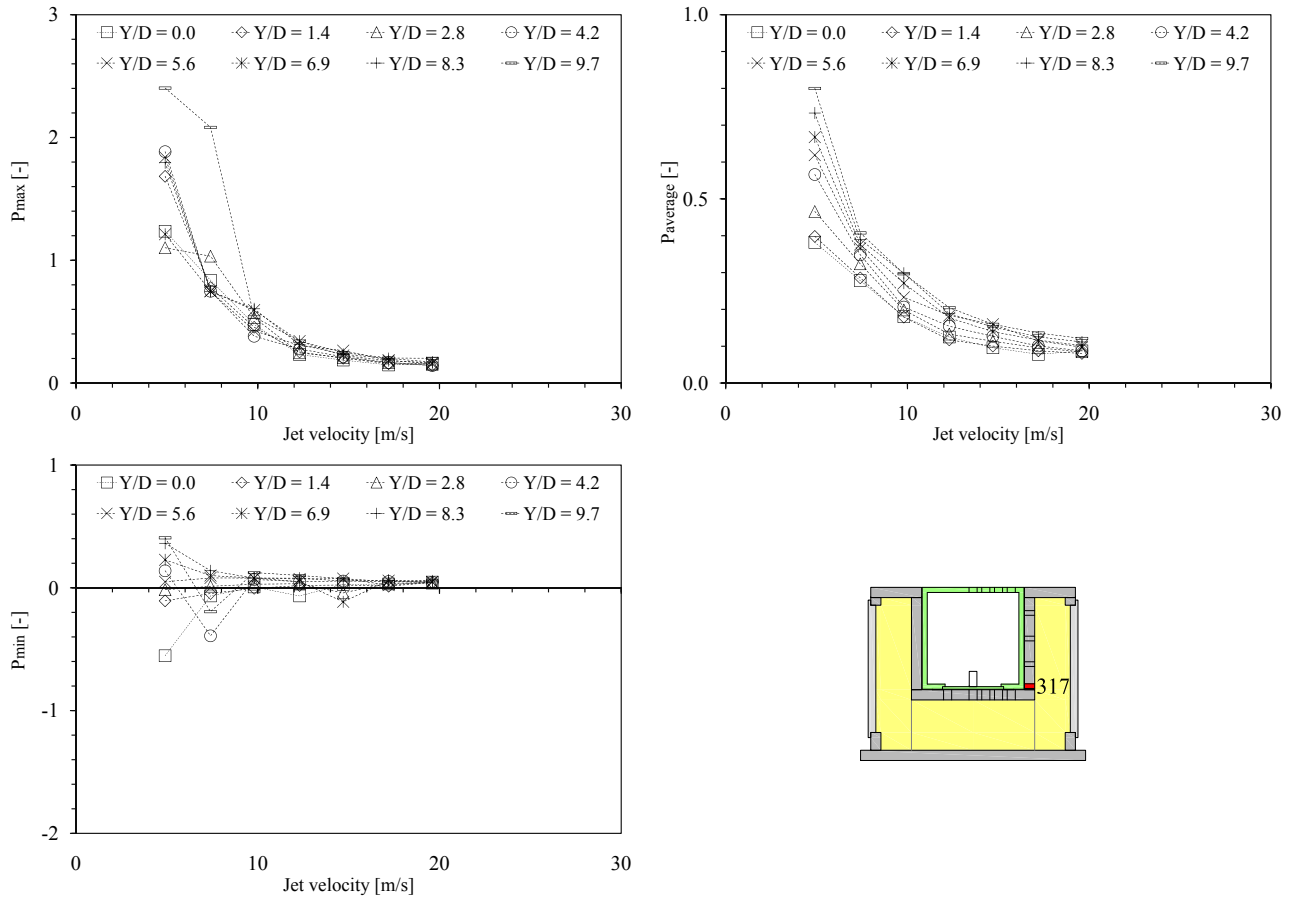 3
Y/D = 0.0 Y/D = 1.4 Y/D = 2.8 Y/D = 4.2
Y/D = 5.6 Y/D = 6.9 Y/D = 8.3 Y/D = 9.7
2
Pmax [-]
1
0
0 10 20 30
Jet velocity [m/s]
1.0
Y/D = 0.0 Y/D = 1.4 Y/D = 2.8 Y/D = 4.2
Y/D = 5.6 Y/D = 6.9 Y/D = 8.3 Y/D = 9.7
Paverage [-]
0.5
0.0
0 10 20 30
Jet velocity [m/s]
1
Y/D = 0.0 Y/D = 1.4 Y/D = 2.8 Y/D = 4.2
Y/D = 5.6 Y/D = 6.9 Y/D = 8.3 Y/D = 9.7
0
Pmin [-]
-1
-2
0 10 20 30
Jet velocity [m/s]
317